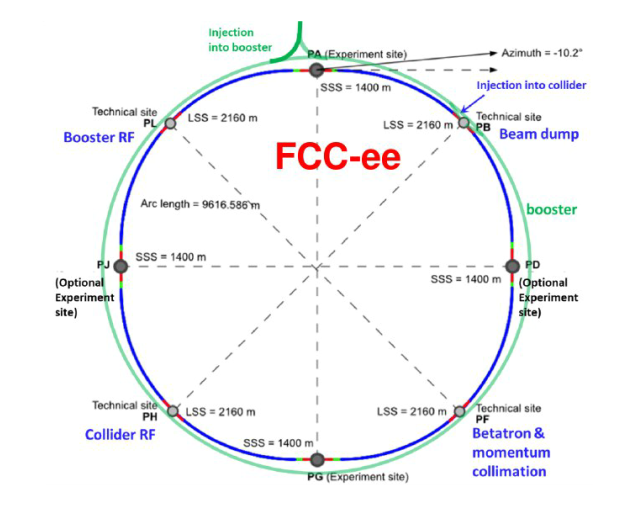 Injection
into booster
PA (Experiment site)
Azimuth = -10.2°
SSS = 1400 m
Injection into collider
Technical site
PL
LSS = 2160 m
LSS = 2160 m
Technical site
PB
Booster RF
Beam dump
FCC-ee
Arc length = 9616.586 m
booster
PJ
SSS = 1400 m
PD
SSS = 1400 m
(Optional
Experiment
site)
(Optional
Experiment
site)
Technical site
PH
LSS = 2160 m
LSS = 2160 m
Technical site
PF
Collider RF
Betatron &
momentum
collimation
SSS = 1400 m
PG (Experiment site)